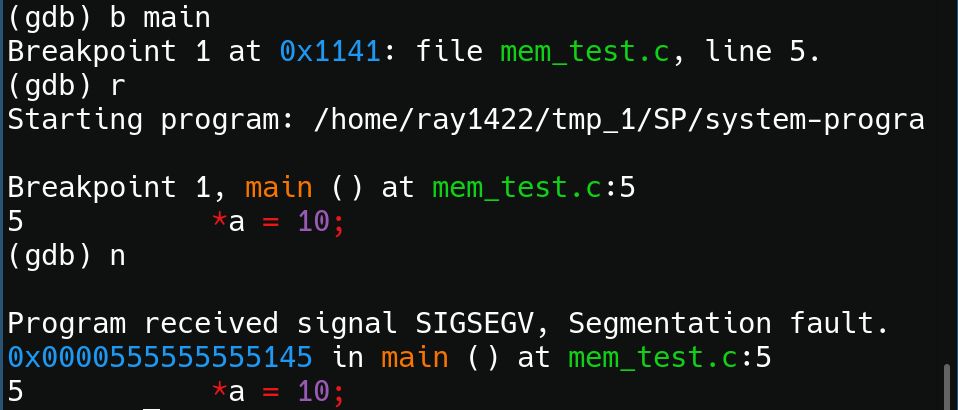 (gdb) b main
Breakpoint 1 at 0x1141: file mem_test.c, line 5.
(gdb) r
Starting program: /home/ray1422/tmp_1/SP/system-progra
Breakpoint 1, main () at mem_test.c:5
5           *a = 10;
(gdb) n
Program received signal SIGSEGV, Segmentation fault.
0x0000555555555145 in main () at mem_test.c:5
5           *a = 10;